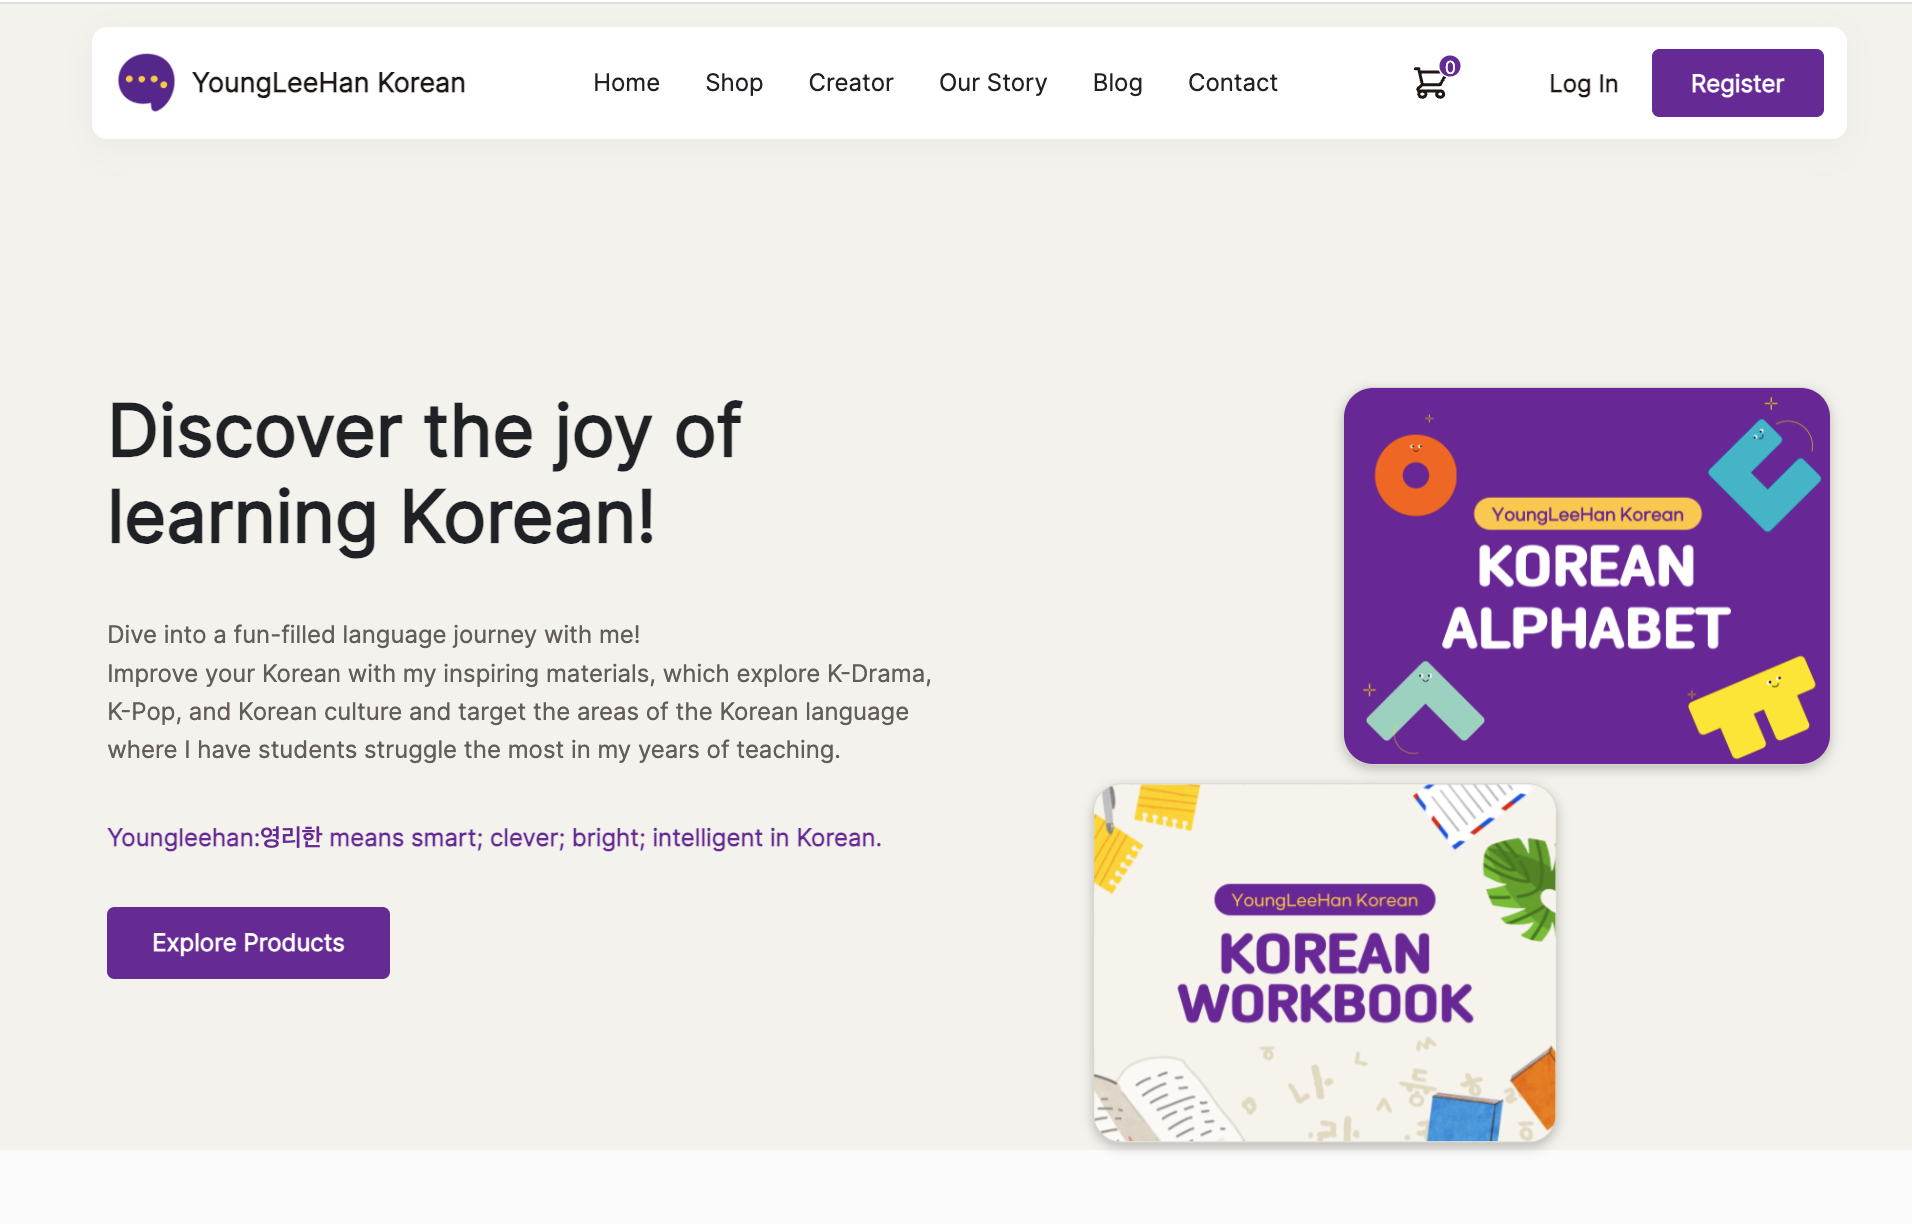 YoungLeeHan Korean
Home
Shop
Creator
Our Story
Blog
Contact
0
Log In
Register
Discover the joy of
learning Korean!
Dive into a fun-filled language journey with me!
Improve your Korean with my inspiring materials, which explore K-Drama,
K-Pop, and Korean culture and target the areas of the Korean language
where I have students struggle the most in my years of teaching.
Youngleehan:영리한 means smart; clever; bright; intelligent in Korean.
Explore Products
YoungLeeHan Korean
KOREAN
ALPHABET
YoungLeeHan Korean
KOREAN
WORKBOOK